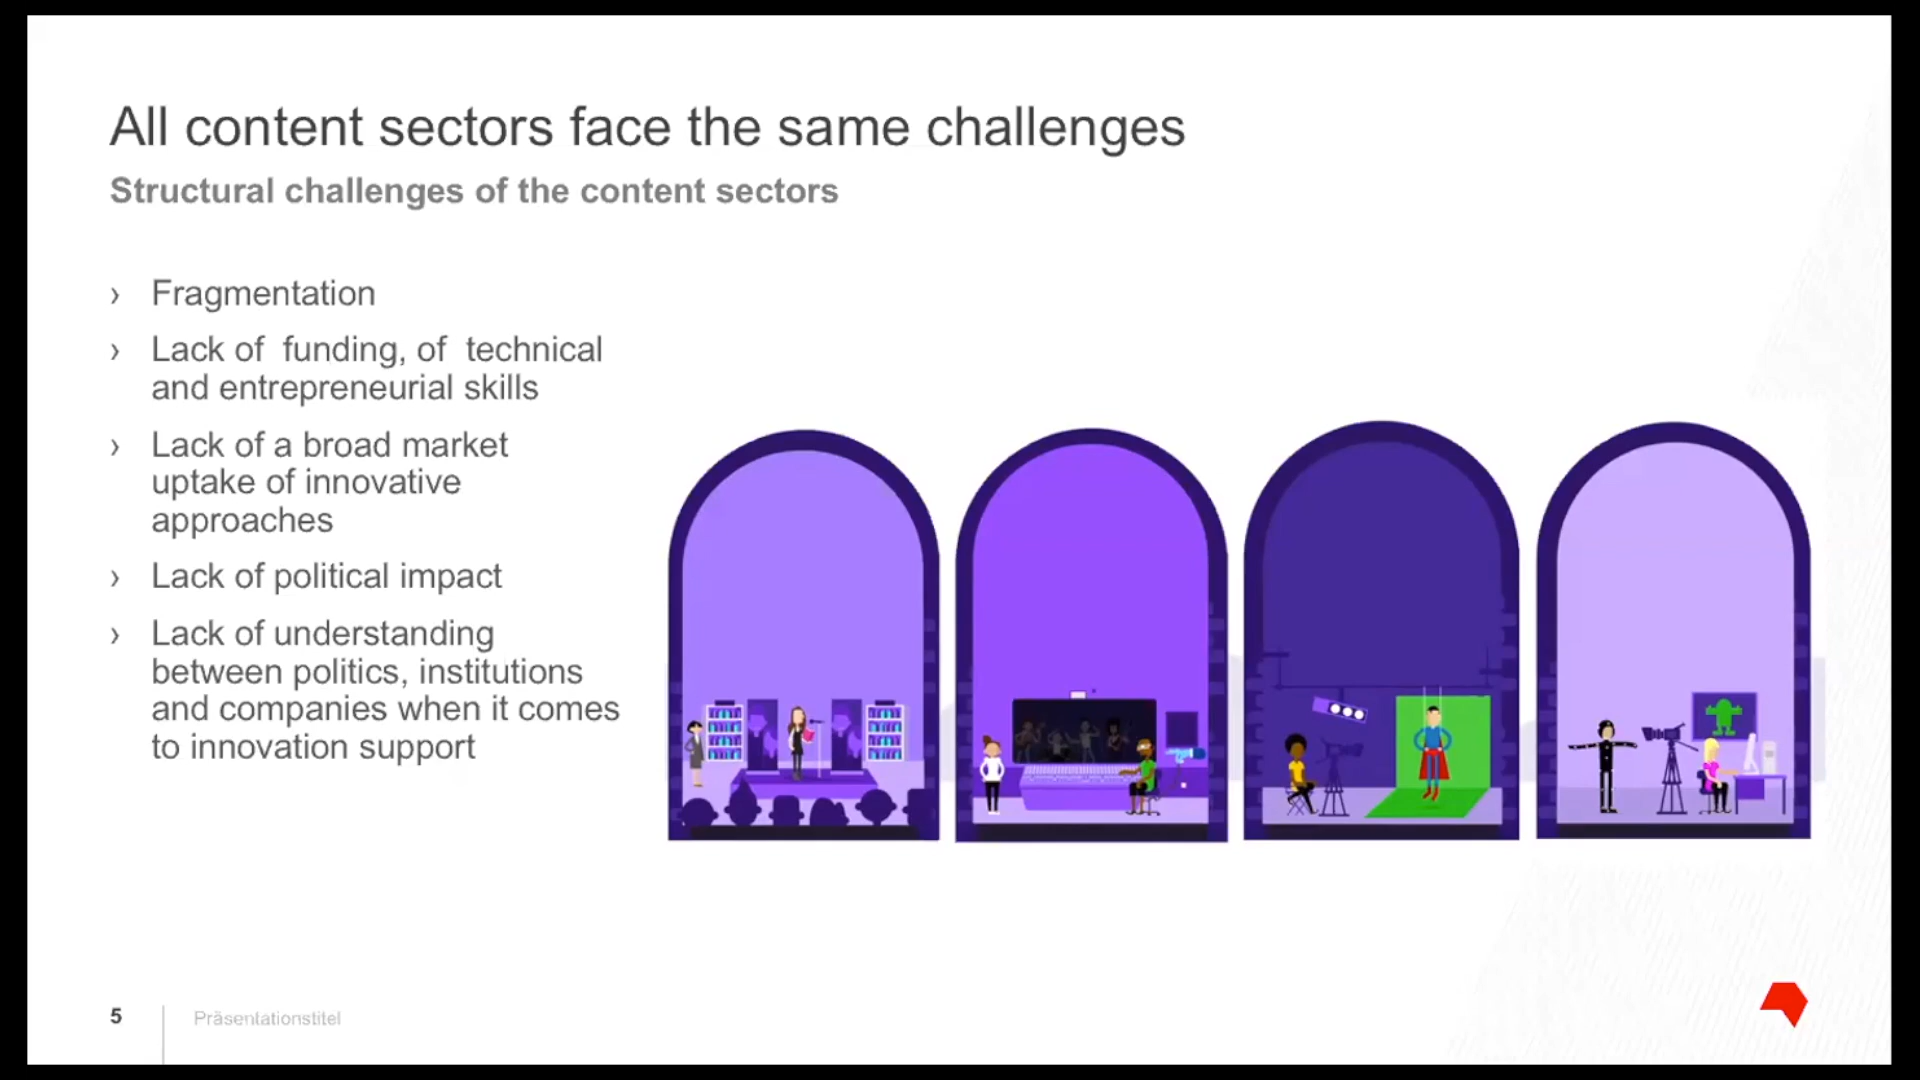 All content sectors face the same challenges
Structural challenges of the content sectors
› Fragmentation
› Lack of  funding, of  technical
and entrepreneurial skills
› Lack of a broad market
uptake of innovative
approaches
› Lack of political impact
› Lack of understanding
between politics, institutions
and companies when it comes
to innovation support
5
Präsentationstitel